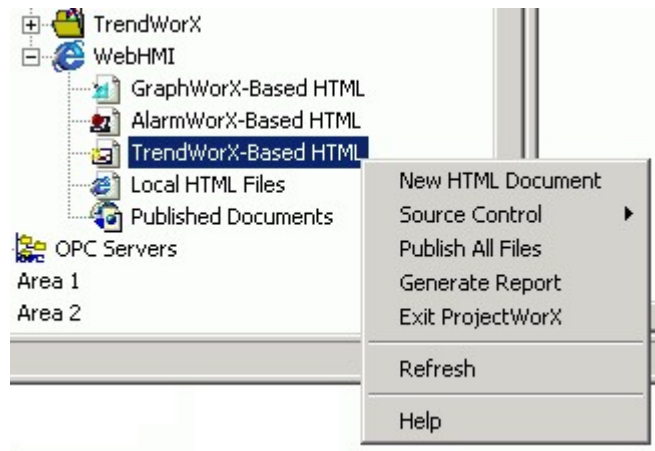 TrendWorX
WebHMI
GraphWorX-Based HTML
AlarmWorX-Based HTML
TrendWorX-Based HTML
Local HTML Files
Published Documents
OPC Servers
Area 1
Area 2
New HTML Document
Source Control
Publish All Files
Generate Report
Exit ProjectWorX
Refresh
Help